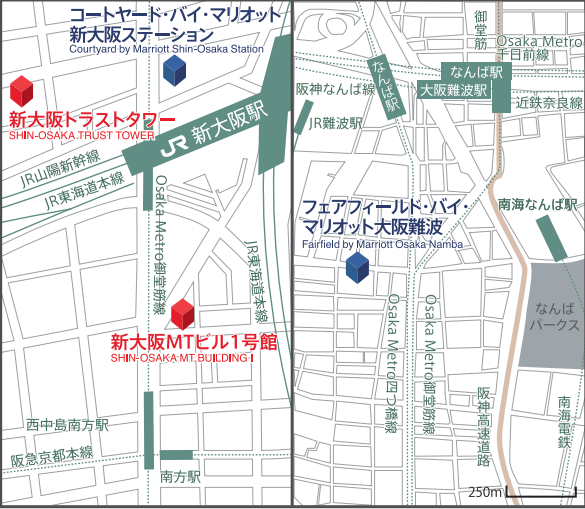 コートヤード・バイ・マリオット
新大阪ステーション
Courtyard by Marriott Shin-Osaka Station
新大阪トラストタワー
SHIN-OSAKA TRUST TOWER
JR 新大阪駅
JR山陽新幹線
JR東海道本線
Osaka Metro御堂筋線
JR東海道本線
新大阪MTビル1号館
SHIN-OSAKA MT BUILDING I
西中島南方駅
阪急京都本線
南方駅
御堂筋
Osaka Metro
千日前線
なんば駅
なんば駅
大阪難波駅
阪神なんば線
近鉄奈良線
JR難波駅
フェアフィールド・バイ・
マリオット大阪難波
Fairfield by Marriott Osaka Namba
南海なんば駅
なんば
パークス
Osaka Metro四つ橋線
Osaka Metro御堂筋線
阪神高速道路
南海電鉄
250m